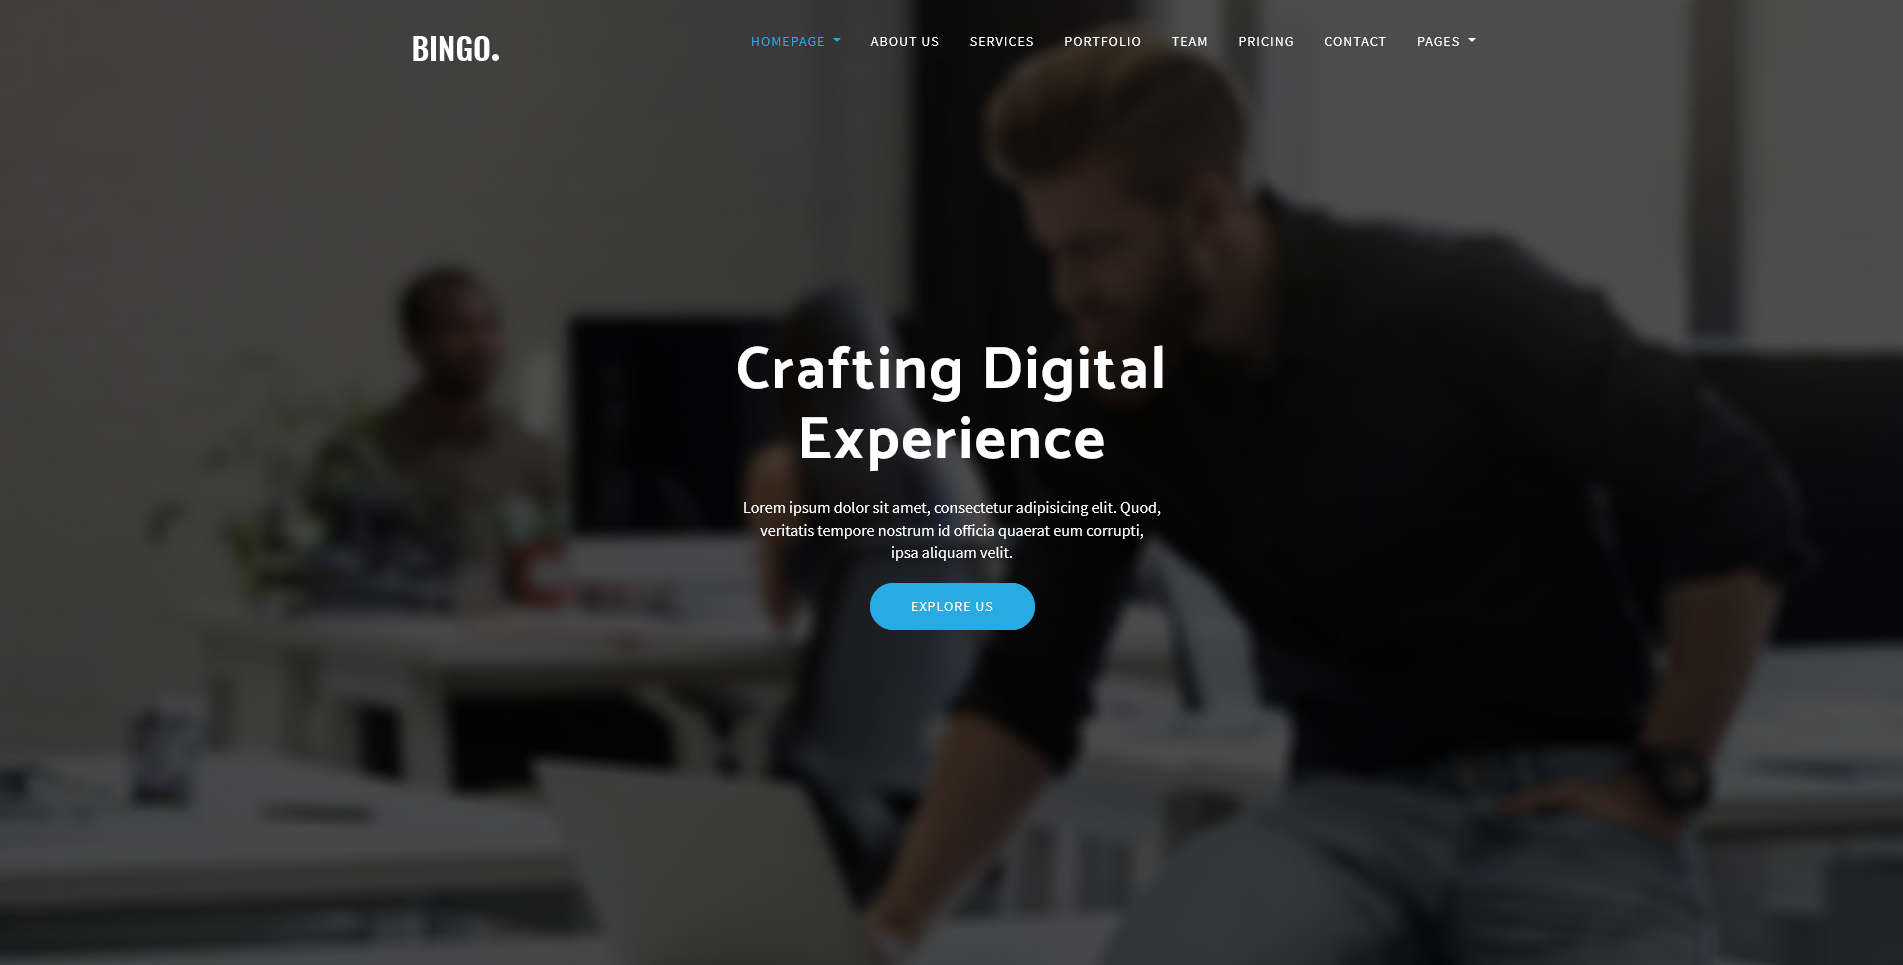 BINGO.
HOMEPAGE ABOUT US SERVICES PORTFOLIO TEAM PRICING CONTACT PAGES
Crafting Digital
Experience
Lorem ipsum dolor sit amet, consectetur adipisicing elit. Quod,
veritatis tempore nostrum id officia quaerat eum corrupti,
ipsa aliquam velit.
EXPLORE US